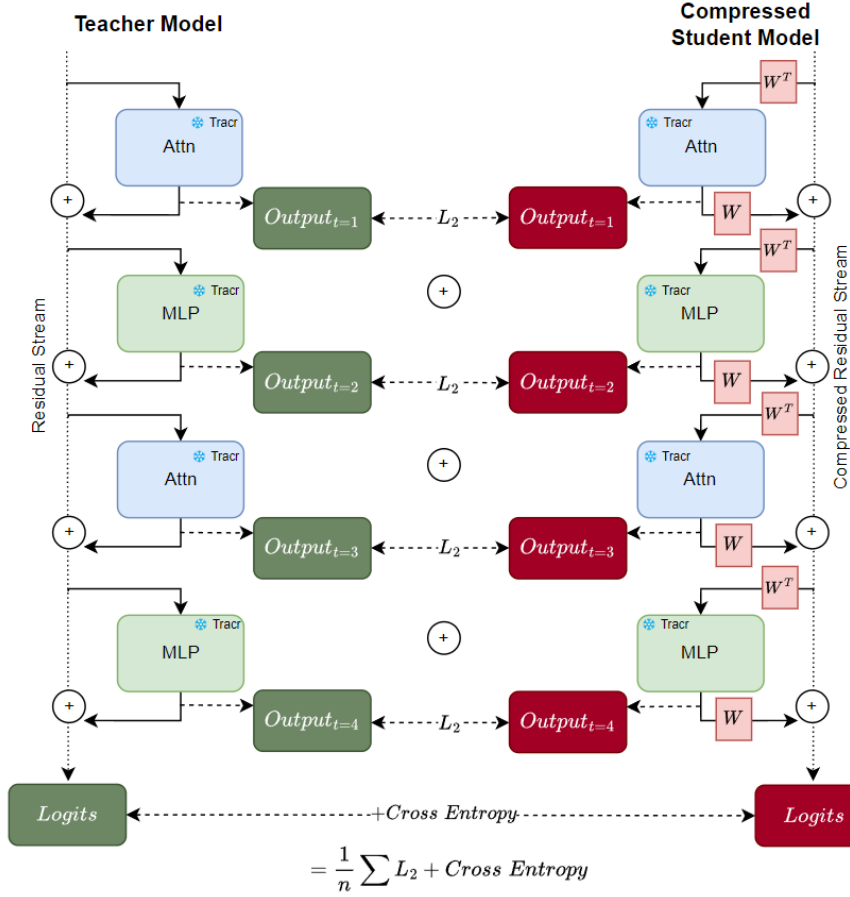 Teacher Model
Compressed
Student Model
W^T
Tracr
Attn
Tracr
Attn
+
Output_{t=1}
L_2
Output_{t=1}
W
+
W^T
Tracr
MLP
+
Tracr
MLP
Residual Stream
Compressed Residual Stream
+
Output_{t=2}
L_2
Output_{t=2}
W
+
W^T
Tracr
Attn
+
Tracr
Attn
+
Output_{t=3}
L_2
Output_{t=3}
W
+
W^T
Tracr
MLP
+
Tracr
MLP
+
Output_{t=4}
L_2
Output_{t=4}
W
+
Logits
+Cross Entropy
Logits
= \frac{1}{n} \sum L_2 + Cross Entropy